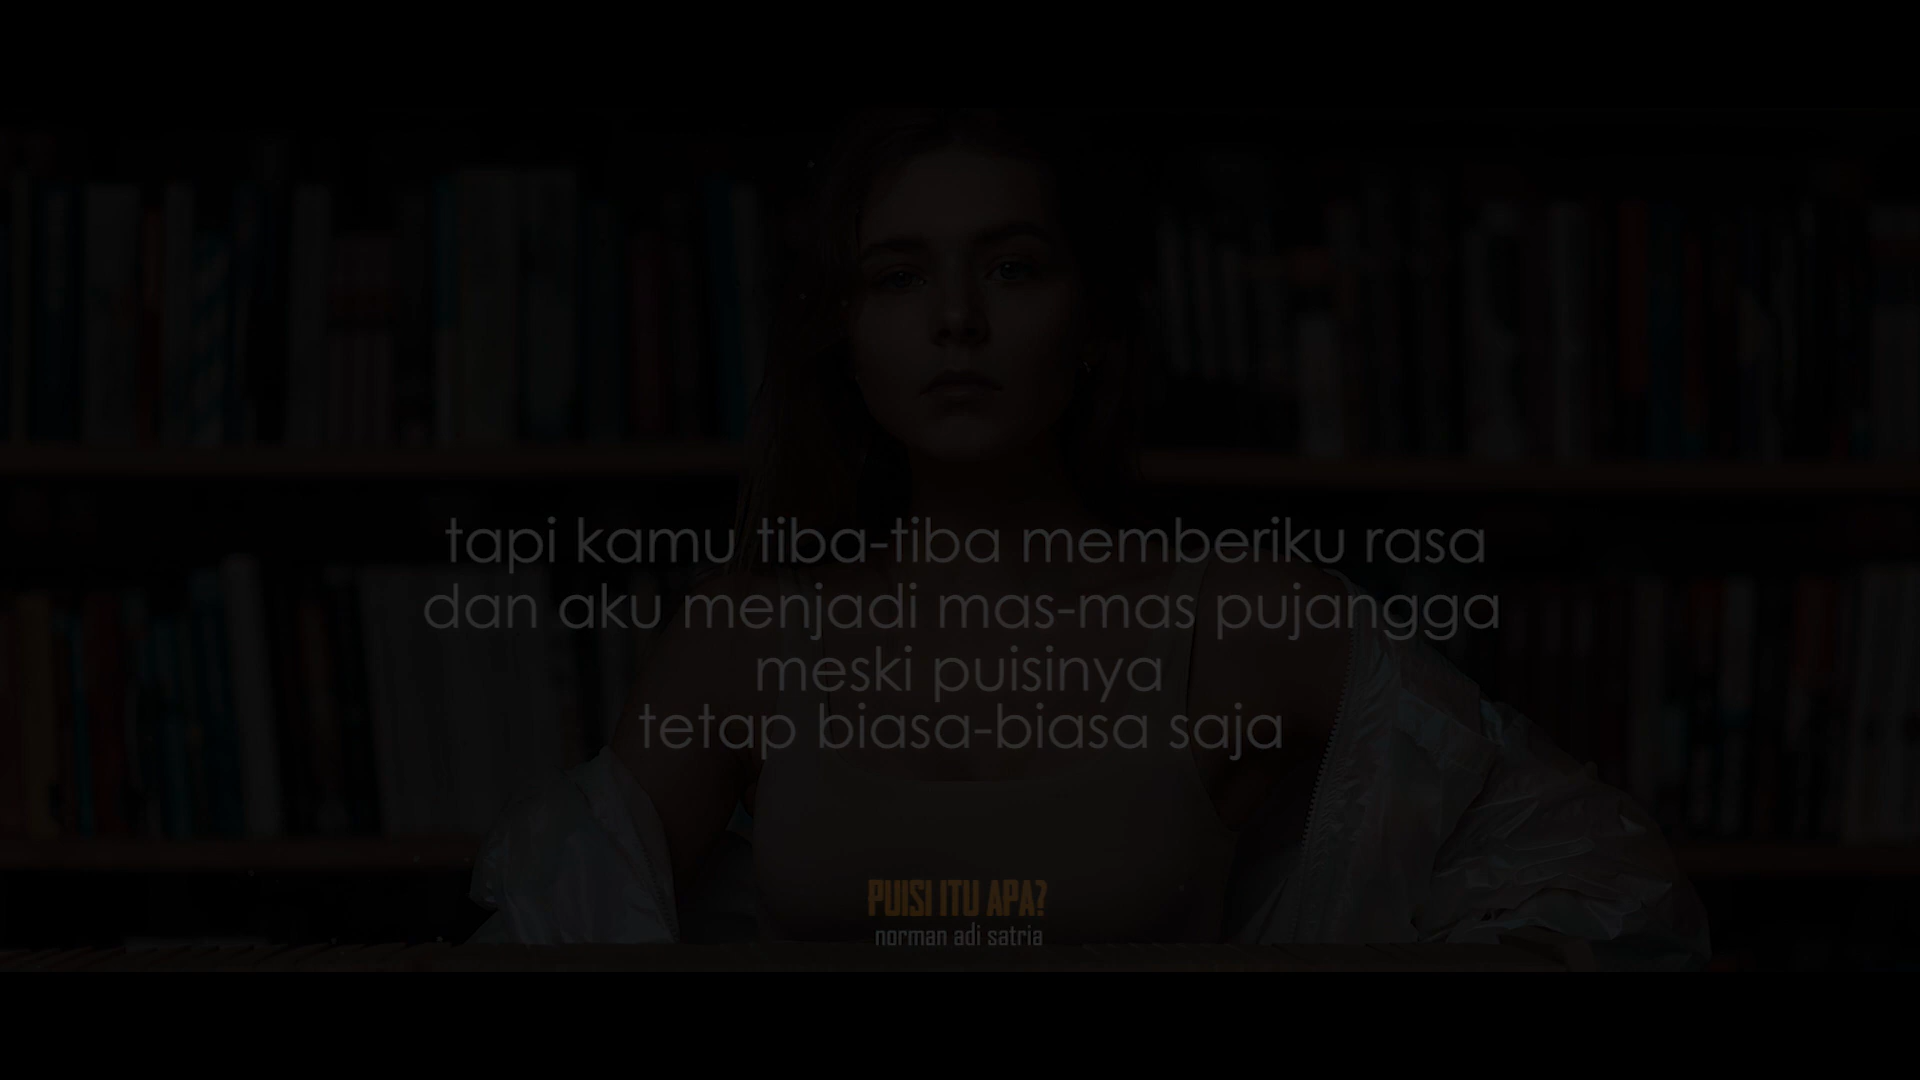 tapi kamu tiba-tiba memberiku rasa
dan aku menjadi mas-mas pujangga
meski puisinya
tetap biasa-biasa saja
PUISI ITU APA?
norman adi satria